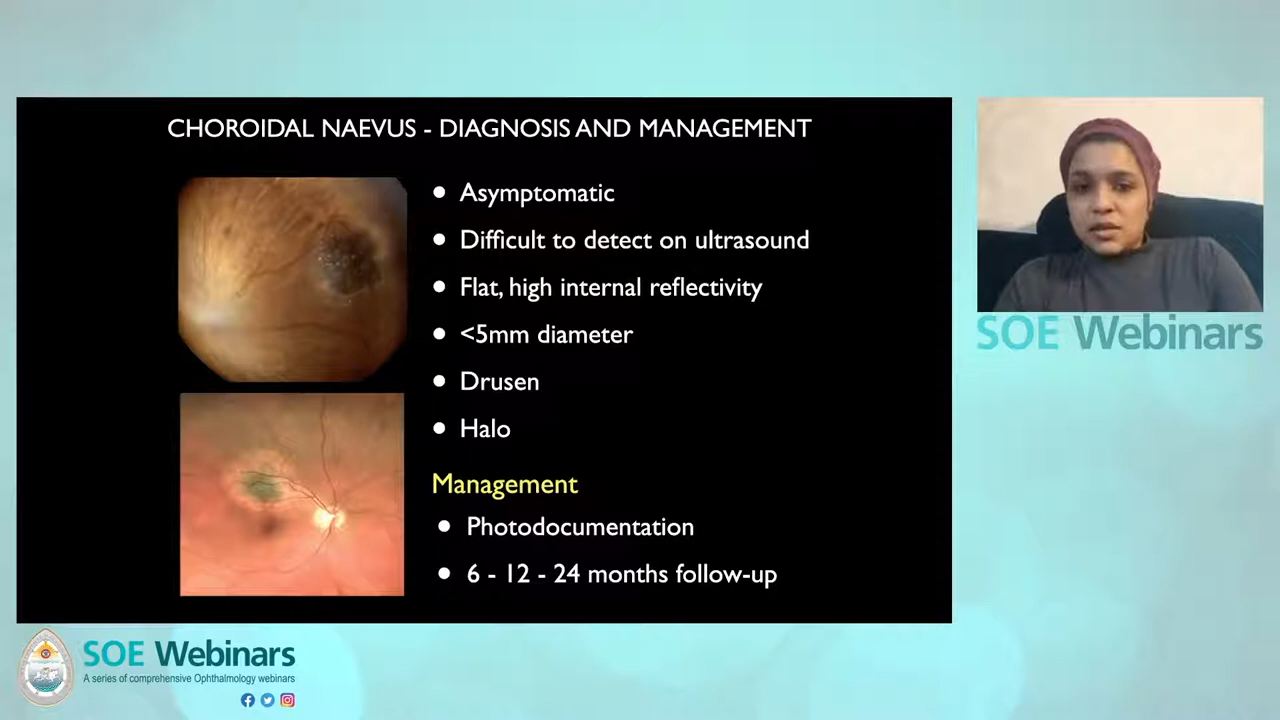 CHOROIDAL NAEVUS - DIAGNOSIS AND MANAGEMENT
• Asymptomatic
• Difficult to detect on ultrasound
• Flat, high internal reflectivity
• <5mm diameter
• Drusen
• Halo
Management
• Photodocumentation
• 6 - 12 - 24 months follow-up
SOE Webinars
SOE Webinars
A series of comprehensive Ophthalmology webinars